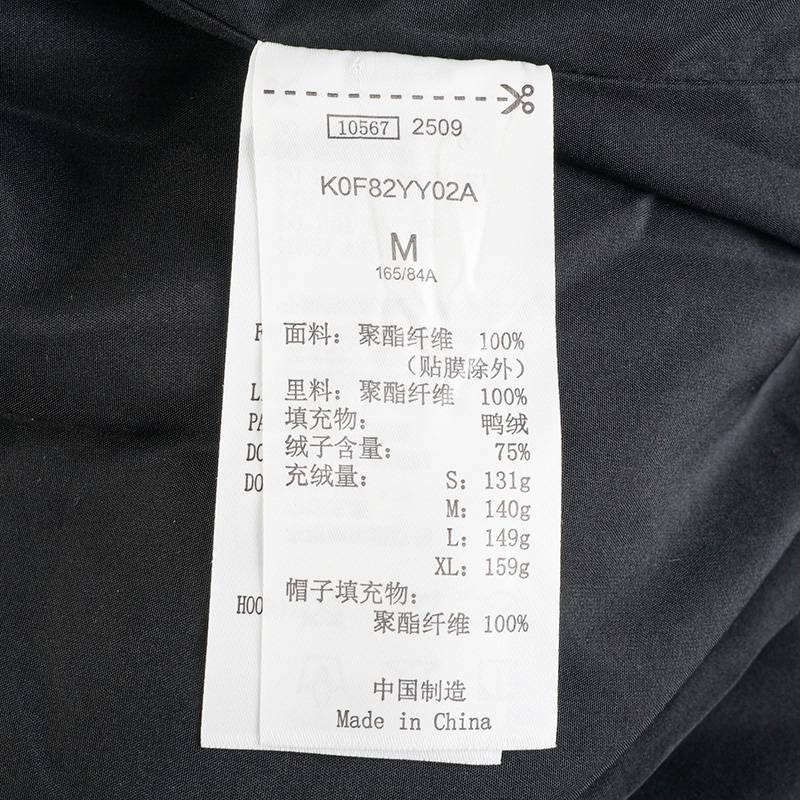 10567 2509
K0F82YY02A
M
165/84A
面料：聚酯纤维 100%
（贴膜除外）
里料：聚酯纤维 100%
填充物： 鸭绒
绒子含量： 75%
充绒量： S：131g
M：140g
L：149g
XL：159g
帽子填充物：
聚酯纤维 100%
中国制造
Made in China